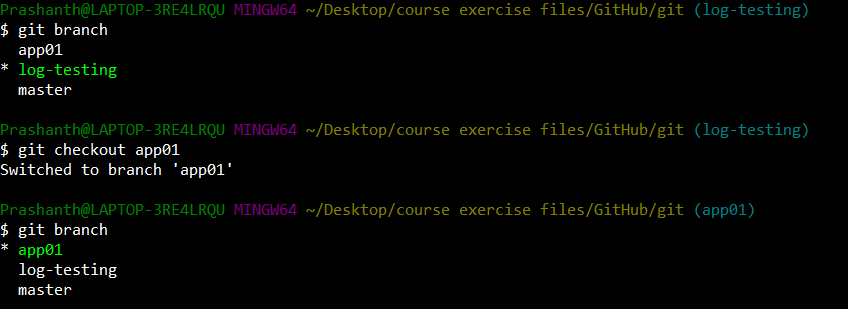 Prashanth@LAPTOP-3RE4LRQU MINGW64 ~/Desktop/course exercise files/GitHub/git (log-testing)
$ git branch
  app01
* log-testing
  master
Prashanth@LAPTOP-3RE4LRQU MINGW64 ~/Desktop/course exercise files/GitHub/git (log-testing)
$ git checkout app01
Switched to branch 'app01'
Prashanth@LAPTOP-3RE4LRQU MINGW64 ~/Desktop/course exercise files/GitHub/git (app01)
$ git branch
* app01
  log-testing
  master